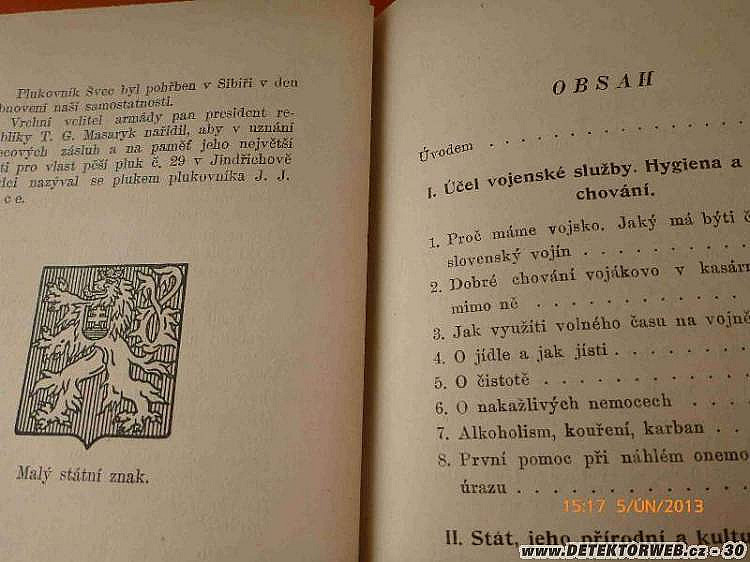 Plukovník Švec byl pohřben v Sibiři v den
bnovení naší samostatnosti.
Vrchní velitel armády pan president re-
bliky T. G. Masaryk nařídil, aby v uznání
ecových zásluh a na paměť jeho největší
ti pro vlast pěší pluk č. 29 v Jindřichově
ci nazýval se plukem plukovníka J. J.
c e.
Malý státní znak.
OBSAH
Úvodem . . . . . . . . . . . . .
I. Účel vojenské služby. Hygiena a
chování.
1. Proč máme vojsko. Jaký má býti č
slovenský vojín . . . . . . . .
2. Dobré chování vojákovo v kasár
mimo ně . . . . . . . . .
3. Jak využíti volného času na vojně
4. O jídle a jak jísti . . . . . .
5. O čistotě . . . . . . . . .
6. O nakažlivých nemocech . . . .
7. Alkoholism, kouření, karban . .
8. První pomoc při náhlém onemo
úrazu . . . . . . . . . .
II. Stát, jeho přírodní a kultu
15:17 5/ÚN/2013
www.DETEKTORWEB.cz - 30